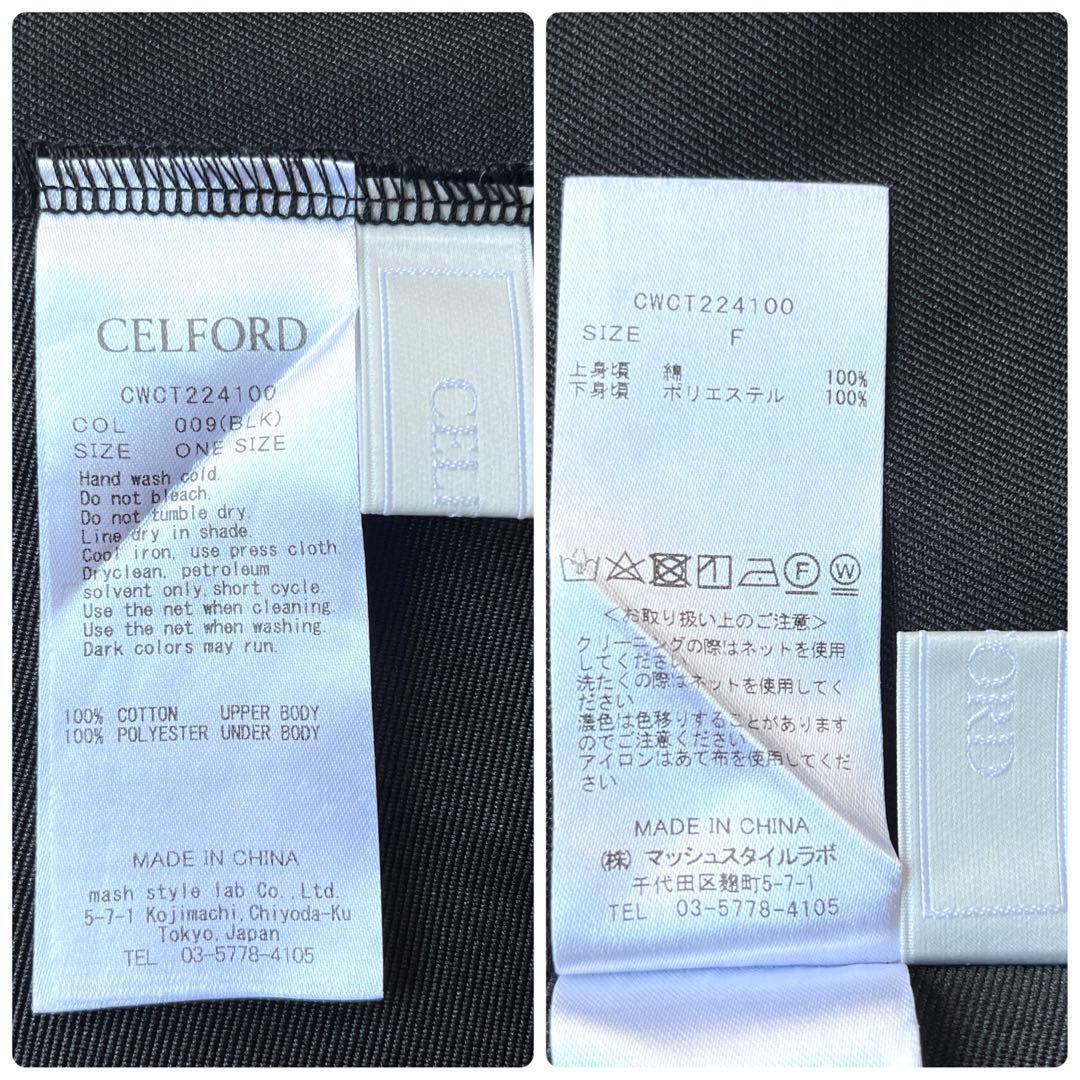 CELFORD
CWCT224100
COL 009(BLK)
SIZE ONE SIZE
Hand wash cold.
Do not bleach.
Do not tumble dry.
Line dry in shade.
Cool iron, use press cloth.
Dryclean, petroleum
solvent only,short cycle.
Use the net when cleaning.
Use the net when washing.
Dark colors may run.
100% COTTON UPPER BODY
100% POLYESTER UNDER BODY
MADE IN CHINA
mash style lab Co.,Ltd.
5-7-1 Kojimachi,Chiyoda-Ku
Tokyo,Japan
TEL 03-5778-4105
CELF
CWCT224100
SIZE F
上身頃 綿 100%
下身頃 ポリエステル 100%
F W
<お取り扱い上のご注意>
クリーニングの際はネットを使用
してください
洗たくの際はネットを使用してく
ださい
濃色は色移りすることがあります
のでご注意ください
アイロンはあて布を使用してくだ
さい
MADE IN CHINA
(株)マッシュスタイルラボ
千代田区麹町5-7-1
TEL 03-5778-4105
ORD